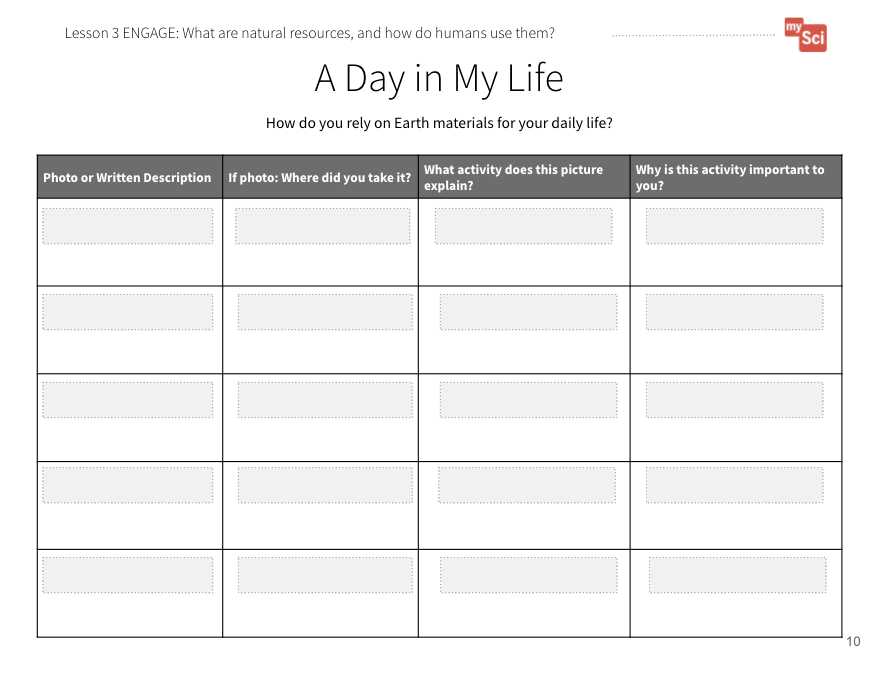 Lesson 3 ENGAGE: What are natural resources, and how do humans use them?
my
Sci
A Day in My Life
How do you rely on Earth materials for your daily life?
Photo or Written Description
If photo: Where did you take it?
What activity does this picture
explain?
Why is this activity important to
you?
10